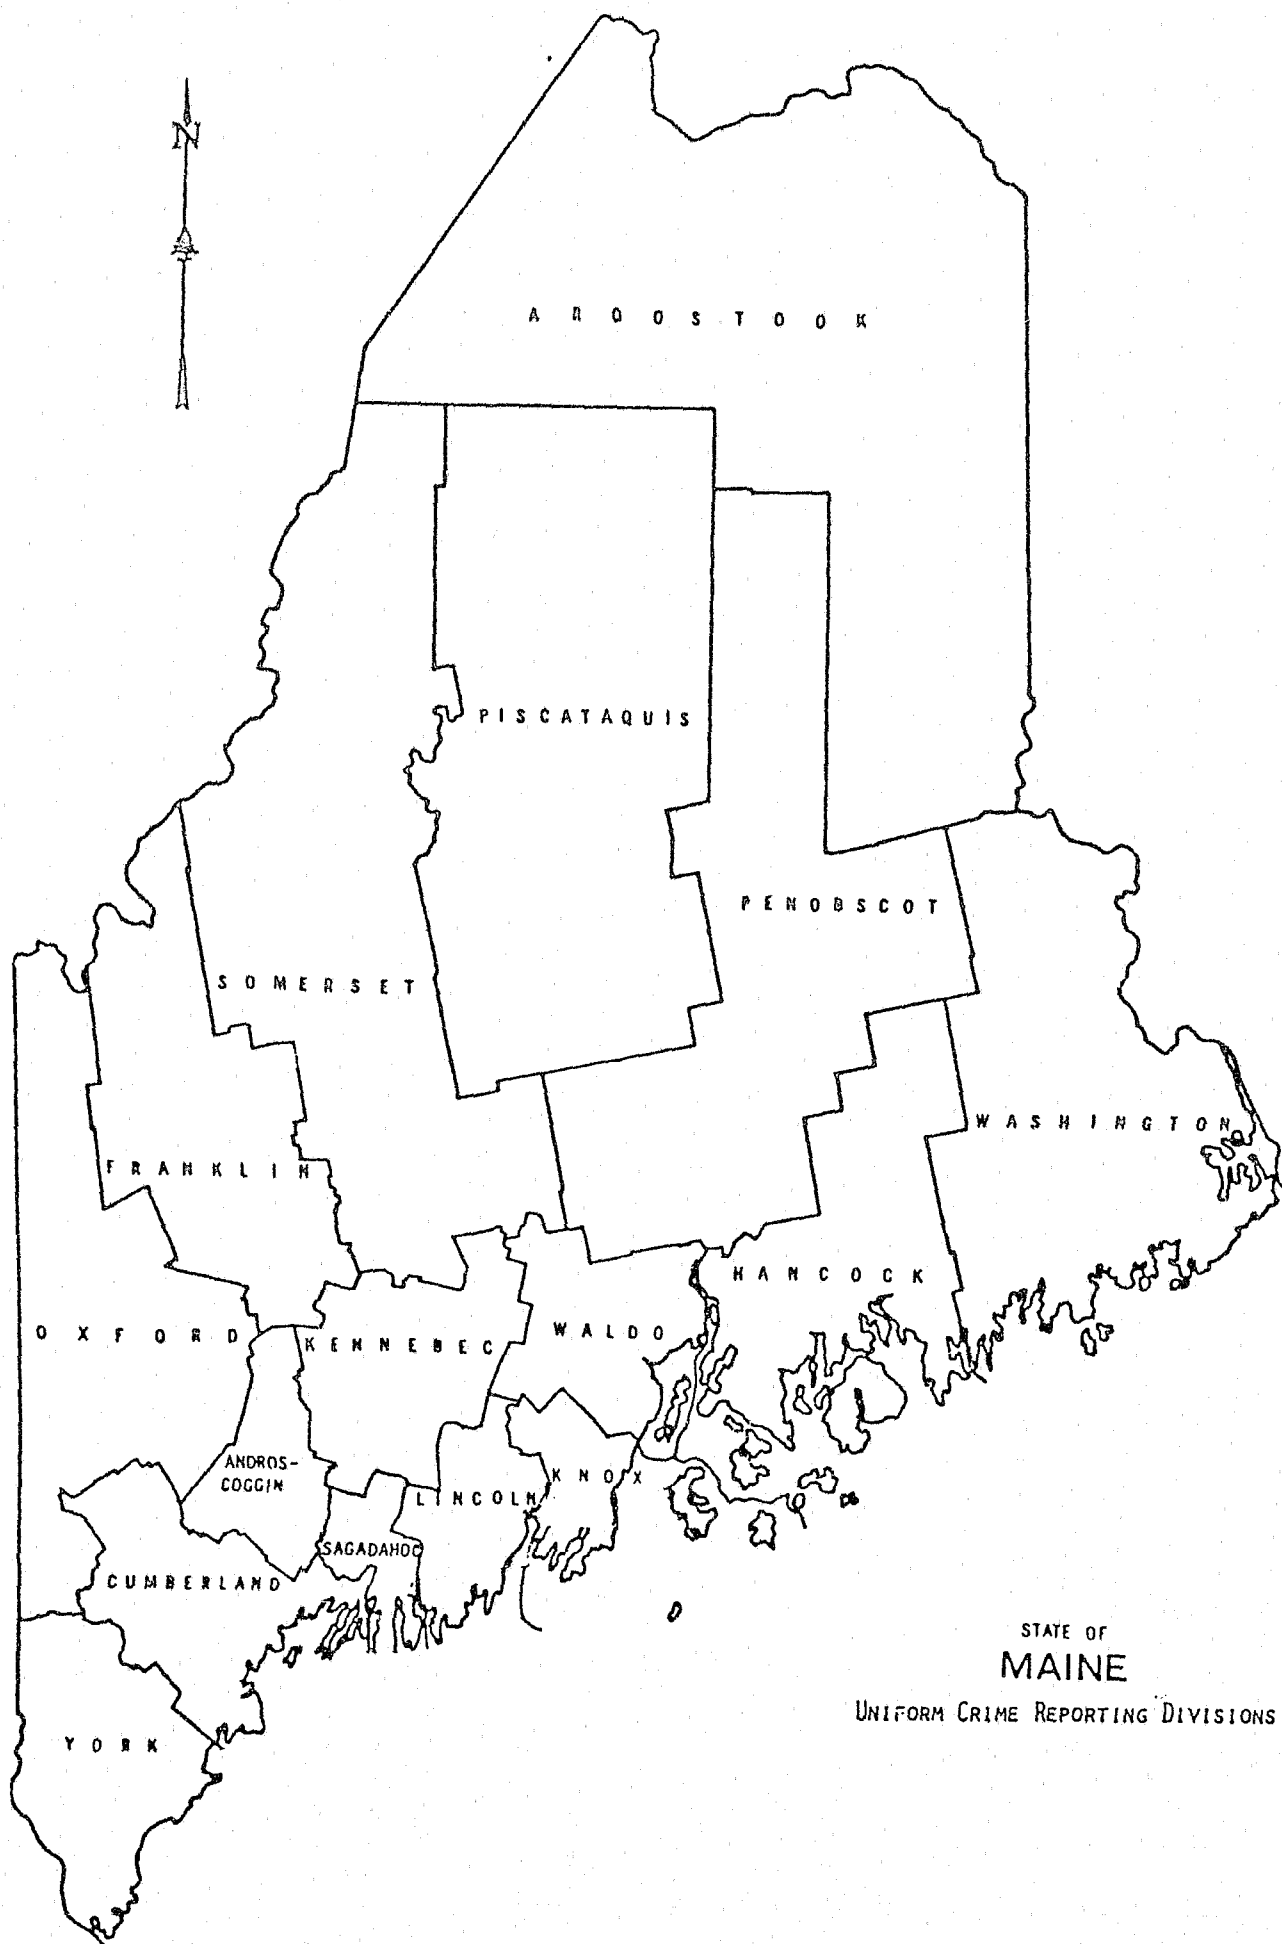 N
AROOSTOOK
PISCATAQUIS
PENOBSCOT
SOMERSET
WASHINGTON
FRANKLIN
HANCOCK
OXFORD
KENNEBEC
WALDO
ANDROS-
COGGIN
KNOX
LINCOLN
SAGADAHOC
CUMBERLAND
STATE OF
MAINE
UNIFORM CRIME REPORTING DIVISIONS
YORK